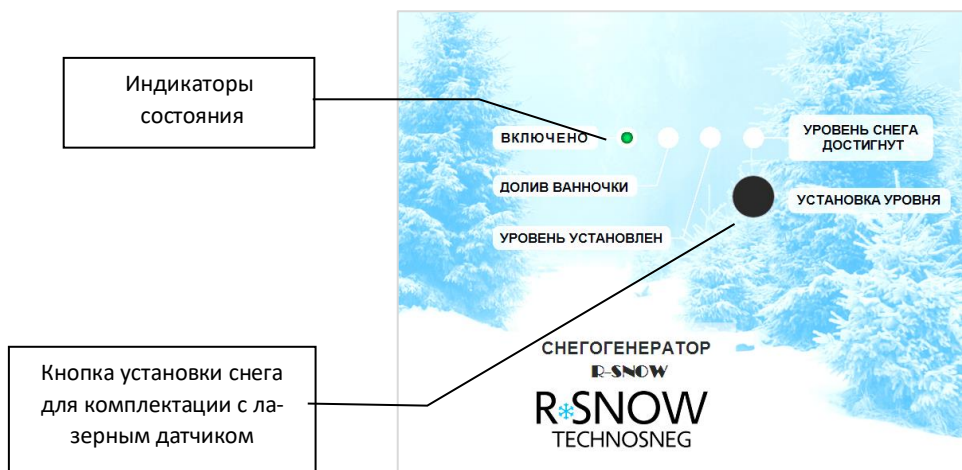 Индикаторы
состояния
ВКЛЮЧЕНО
УРОВЕНЬ СНЕГА
ДОСТИГНУТ
ДОЛИВ ВАННОЧКИ
УСТАНОВКА УРОВНЯ
УРОВЕНЬ УСТАНОВЛЕН
Кнопка установки снега
для комплектации с ла-
зерным датчиком
СНЕГОГЕНЕРАТОР
R-SNOW
R SNOW
TECHNOSNEG